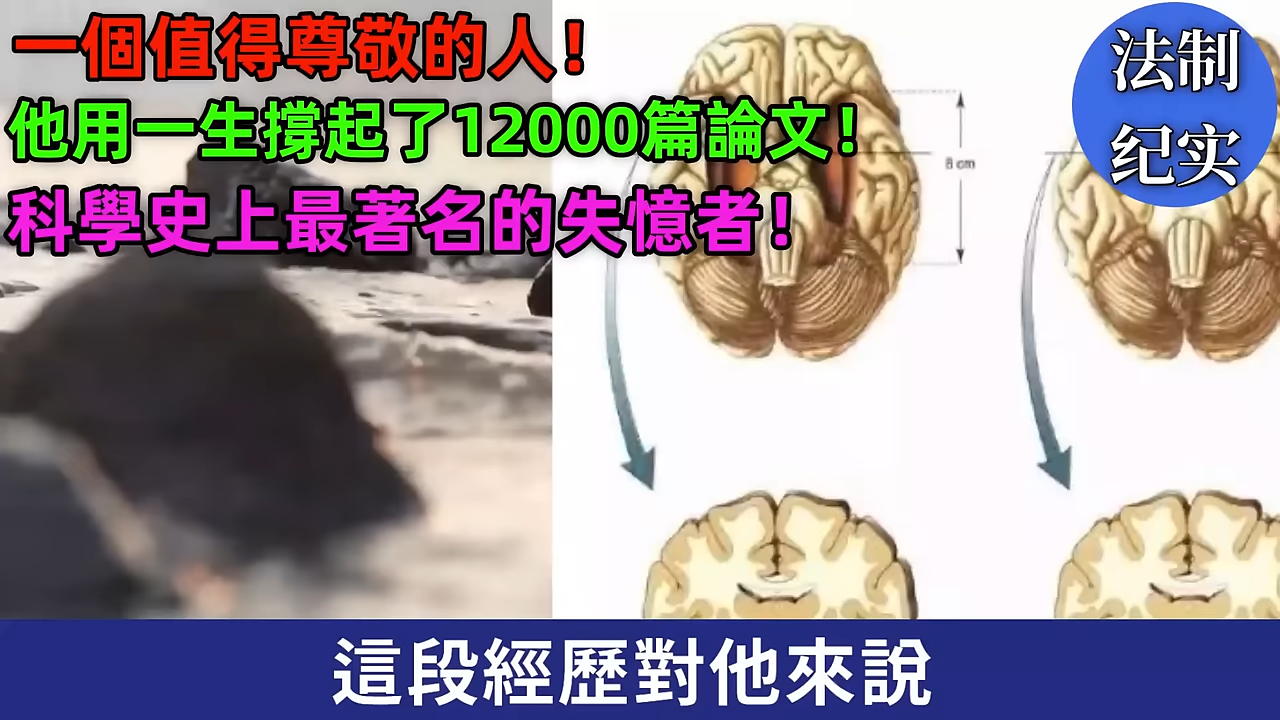 一個值得尊敬的人！
他用一生撐起了12000篇論文！
科學史上最著名的失憶者！
法制
纪实
8 cm
這段經歷對他來說